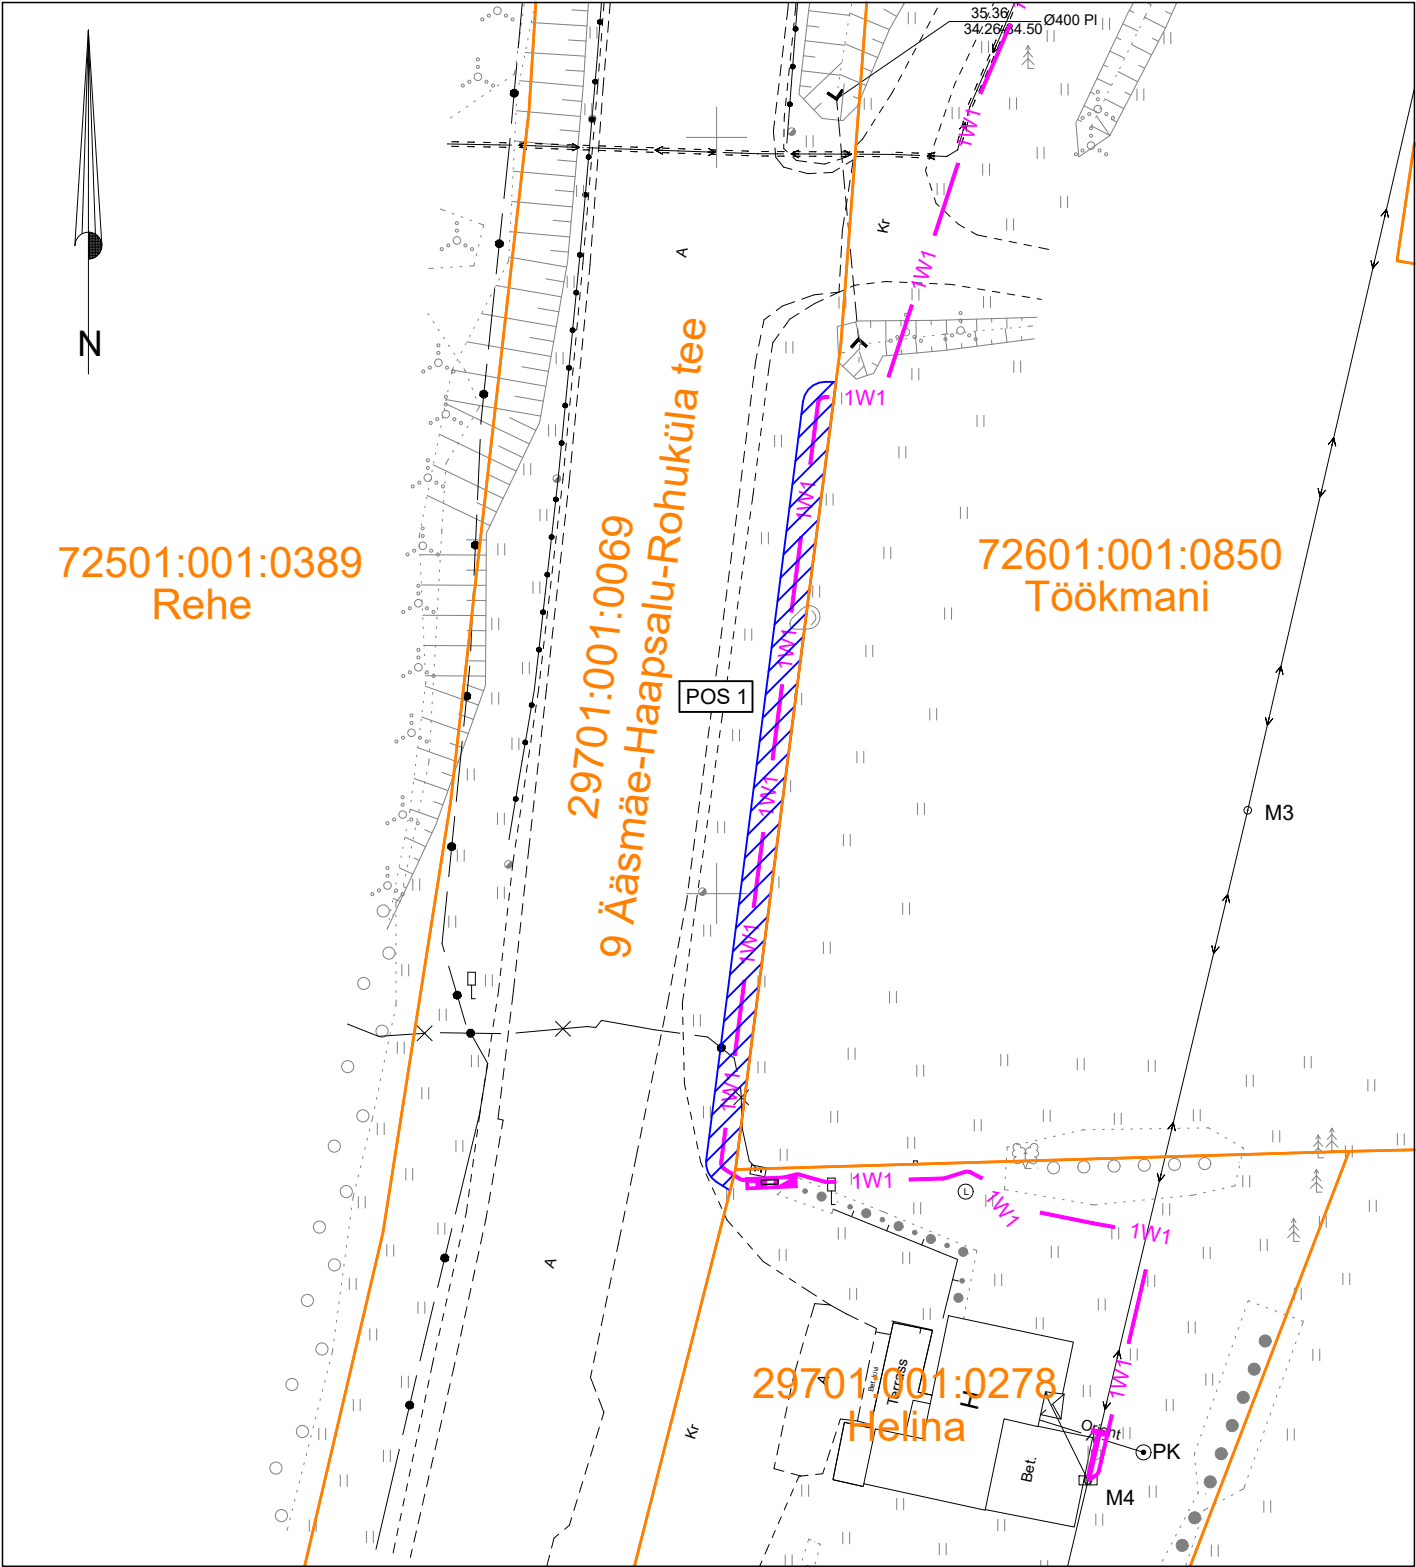 35.36
34.26-34.50
Ø400 Pl
1W1
1W1
A
Kr
N
1W1
72501:001:0389
Rehe
29701:001:0069
9 Ääsmäe-Haapsalu-Rohuküla tee
72601:001:0850
Töökmani
1W1
1W1
POS 1
1W1
M3
1W1
1W1
1W1
1W1
1W1
L
A
1W1
29701:001:0278
Helina
Terrass
A
H
Orient
Kr
Bet.
PK
M4